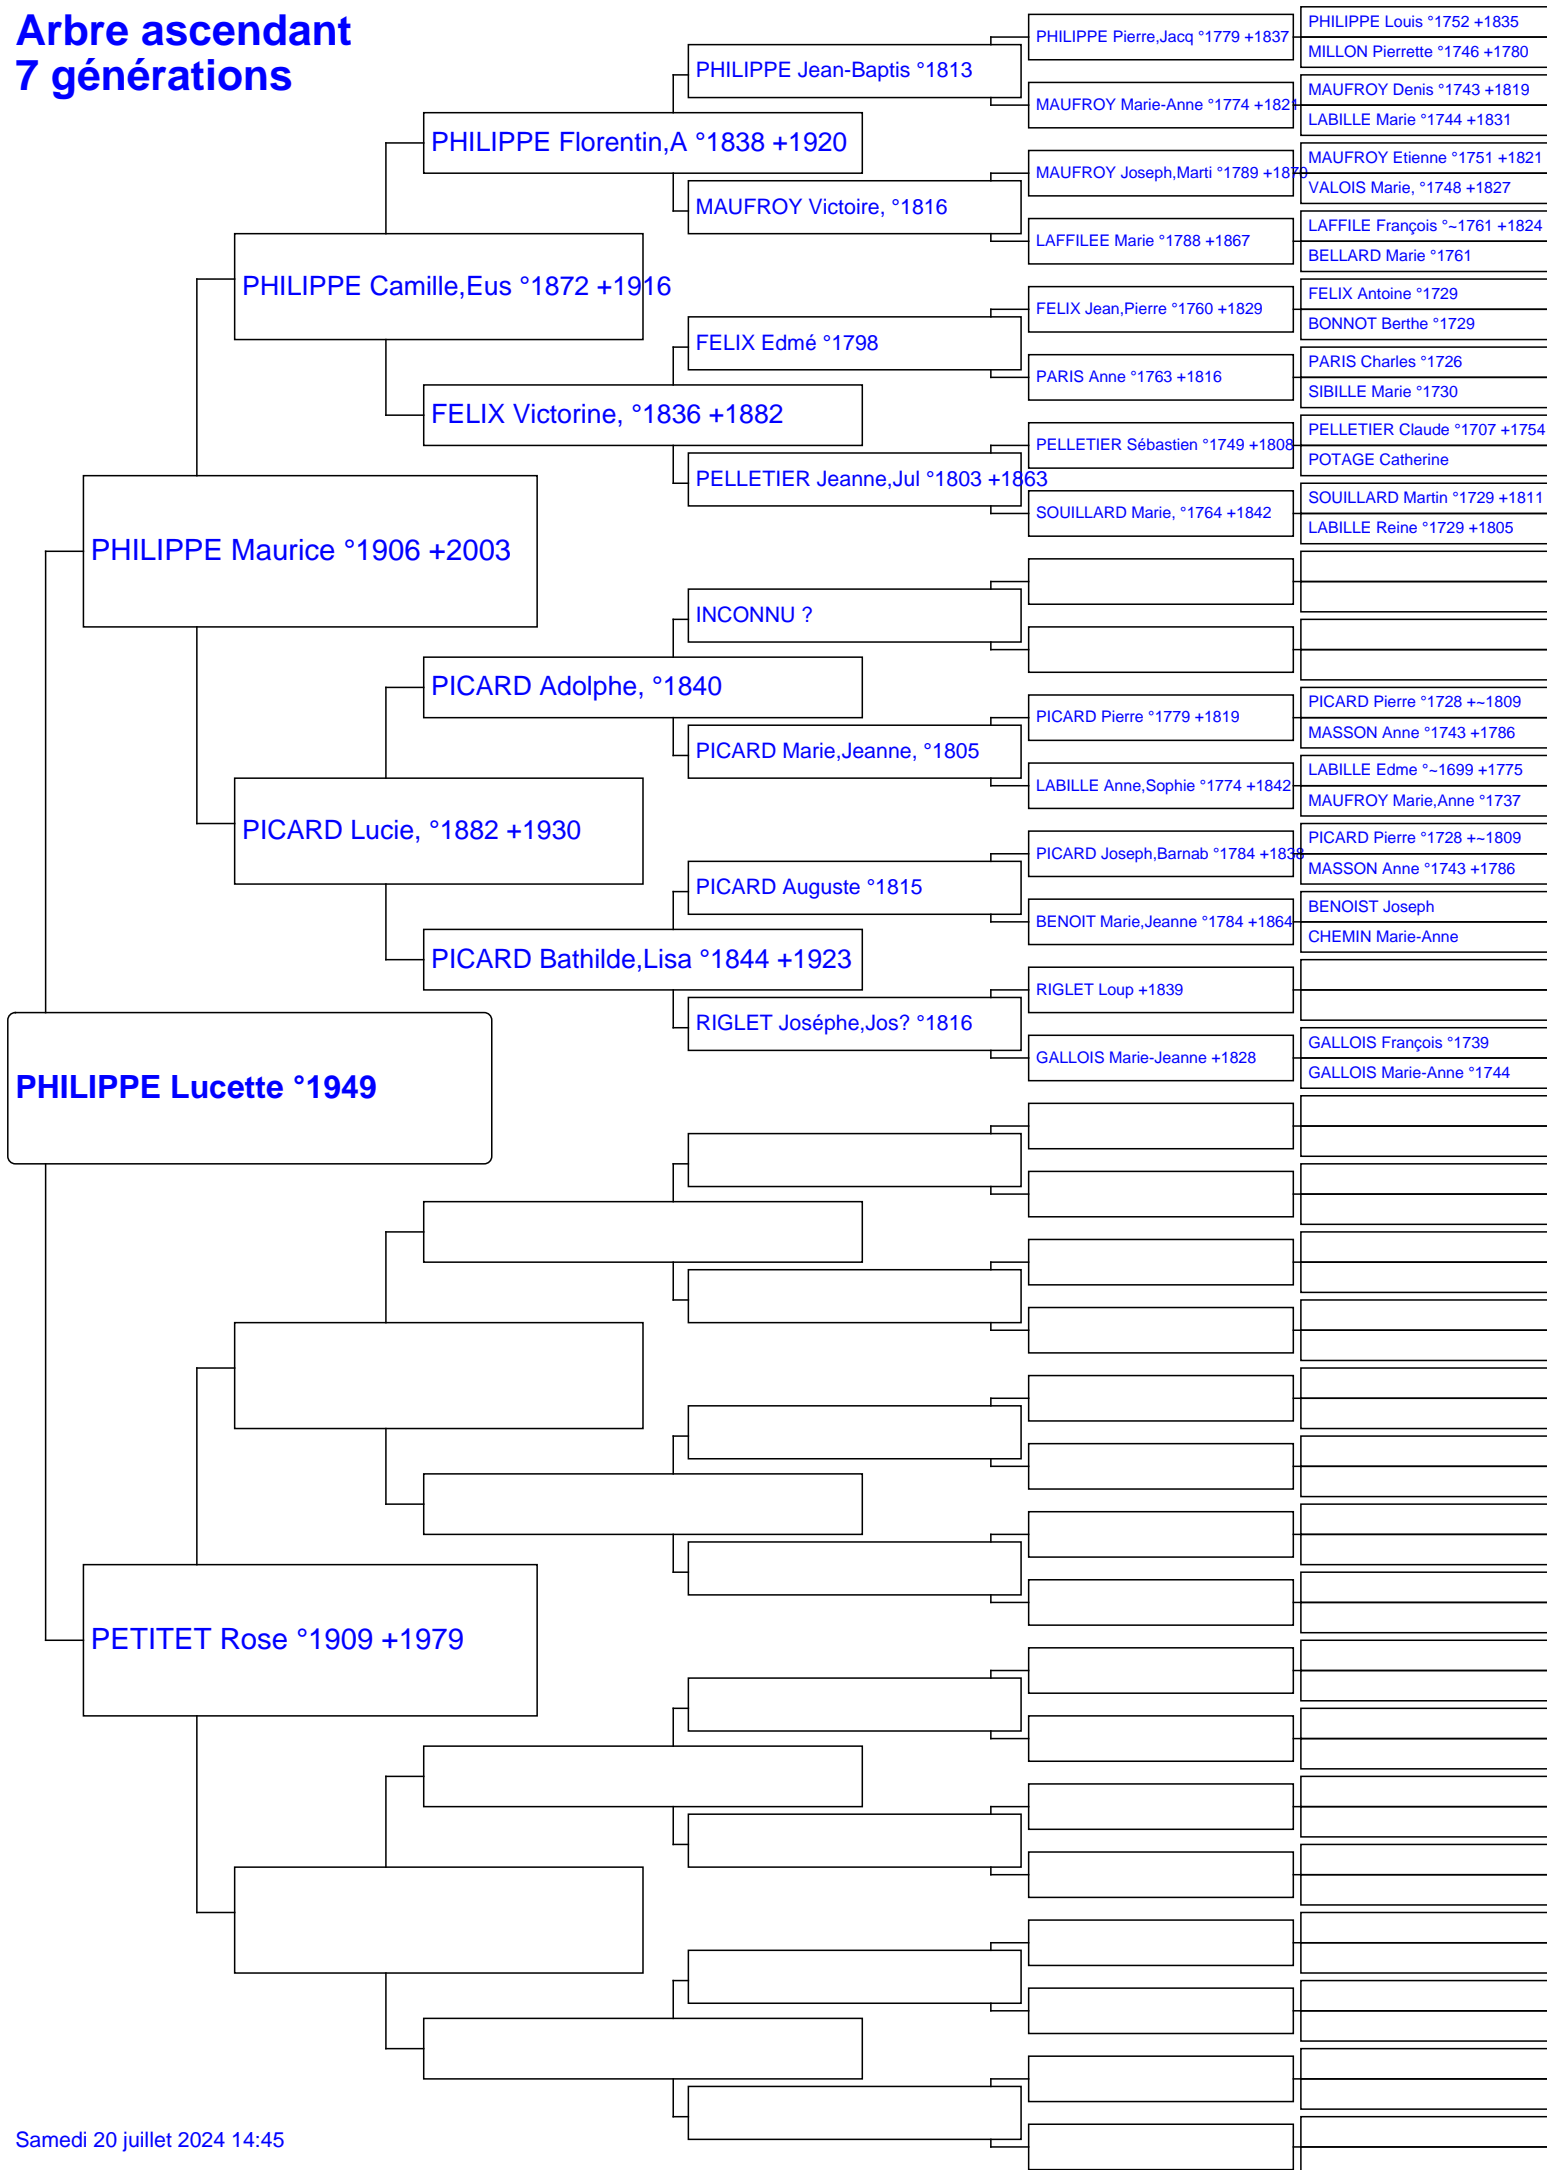 Arbre ascendant
7 générations
PHILIPPE Lucette °1949
PHILIPPE Maurice °1906 +2003
PETITET Rose °1909 +1979
PHILIPPE Camille,Eus °1872 +1916
PICARD Lucie, °1882 +1930
PHILIPPE Florentin,A °1838 +1920
FELIX Victorine, °1836 +1882
PICARD Adolphe, °1840
PICARD Bathilde,Lisa °1844 +1923
PHILIPPE Jean-Baptis °1813
MAUFROY Victoire, °1816
FELIX Edmé °1798
PELLETIER Jeanne,Jul °1803 +1863
INCONNU ?
PICARD Marie,Jeanne, °1805
PICARD Auguste °1815
RIGLET Joséphe,Jos? °1816
PHILIPPE Pierre,Jacq °1779 +1837
MAUFROY Marie-Anne °1774 +1821
MAUFROY Joseph,Marti °1789 +1870
LAFFILEE Marie °1788 +1867
FELIX Jean,Pierre °1760 +1829
PARIS Anne °1763 +1816
PELLETIER Sébastien °1749 +1808
SOUILLARD Marie, °1764 +1842
PICARD Pierre °1779 +1819
LABILLE Anne,Sophie °1774 +1842
PICARD Joseph,Barnab °1784 +1838
BENOIT Marie,Jeanne °1784 +1864
RIGLET Loup +1839
GALLOIS Marie-Jeanne +1828
PHILIPPE Louis °1752 +1835
MILLON Pierrette °1746 +1780
MAUFROY Denis °1743 +1819
LABILLE Marie °1744 +1831
MAUFROY Etienne °1751 +1821
VALOIS Marie, °1748 +1827
LAFFILE François °~1761 +1824
BELLARD Marie °1761
FELIX Antoine °1729
BONNOT Berthe °1729
PARIS Charles °1726
SIBILLE Marie °1730
PELLETIER Claude °1707 +1754
POTAGE Catherine
SOUILLARD Martin °1729 +1811
LABILLE Reine °1729 +1805
PICARD Pierre °1728 +~1809
MASSON Anne °1743 +1786
LABILLE Edme °~1699 +1775
MAUFROY Marie,Anne °1737
PICARD Pierre °1728 +~1809
MASSON Anne °1743 +1786
BENOIST Joseph
CHEMIN Marie-Anne
GALLOIS François °1739
GALLOIS Marie-Anne °1744
Samedi 20 juillet 2024 14:45